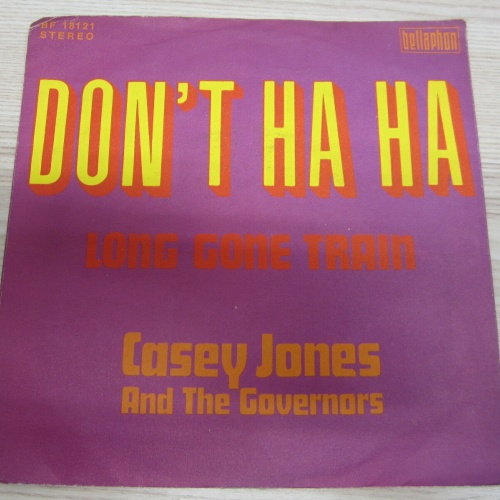 BF 18121
STEREO
bellaphon
DON'T HA HA
LONG GONE TRAIN
Casey Jones
And The Governors